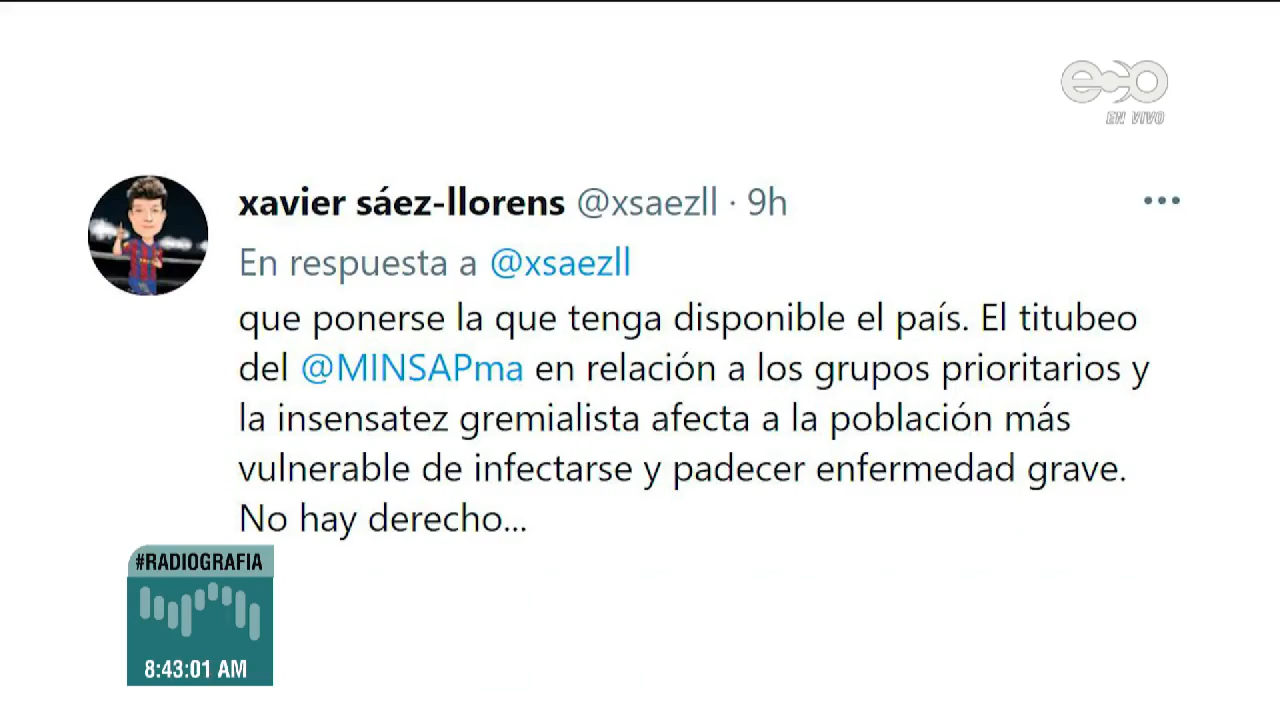 eco
EN VIVO
xavier sáez-llorens @xsaezll · 9h
En respuesta a @xsaezll
que ponerse la que tenga disponible el país. El titubeo
del @MINSAPma en relación a los grupos prioritarios y
la insensatez gremialista afecta a la población más
vulnerable de infectarse y padecer enfermedad grave.
No hay derecho...
#RADIOGRAFIA
8:43:01 AM